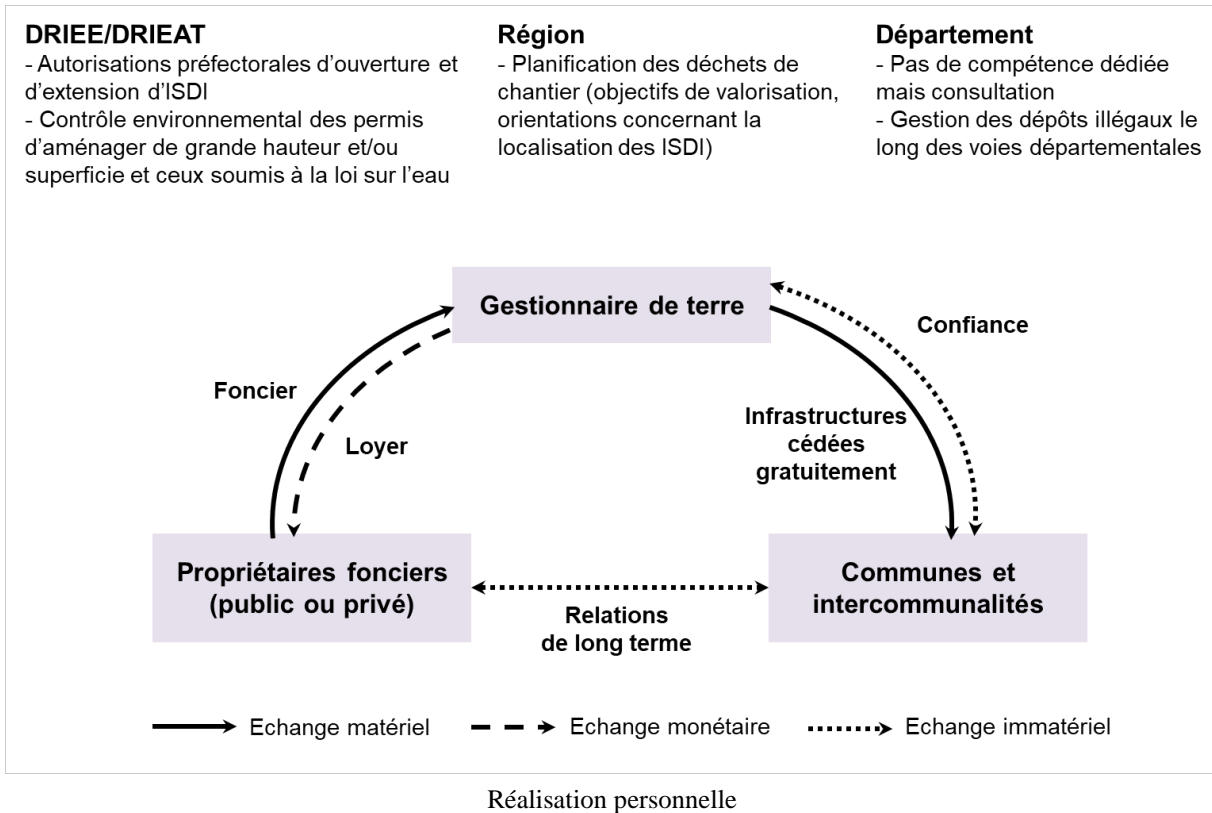 DRIEE/DRIEAT
- Autorisations préfectorales d'ouverture et
d'extension d'ISDI
- Contrôle environnemental des permis
d'aménager de grande hauteur et/ou
superficie et ceux soumis à la loi sur l'eau
Région
- Planification des déchets de
chantier (objectifs de valorisation,
orientations concernant la
localisation des ISDI)
Département
- Pas de compétence dédiée
mais consultation
- Gestion des dépôts illégaux le
long des voies départementales
Gestionnaire de terre
Confiance
Foncier
Loyer
Infrastructures
cédées
gratuitement
Propriétaires fonciers
(public ou privé)
Communes et
intercommunalités
Relations
de long terme
Echange matériel
Echange monétaire
Echange immatériel
Réalisation personnelle